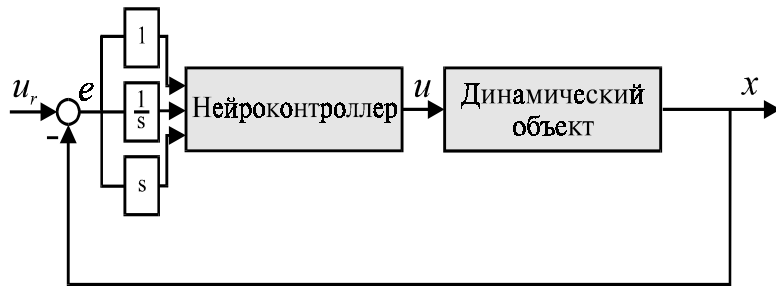 1
u_r
e
1
s
Нейроконтроллер
u
Динамический
объект
x
-
s